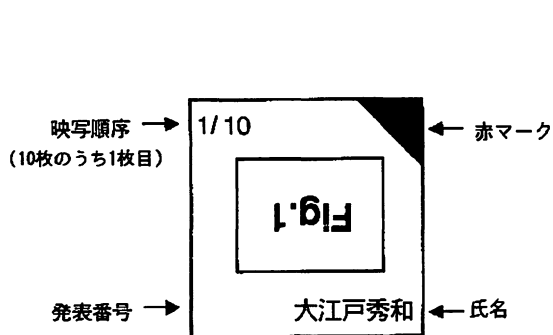 映写順序
(10枚のうち1枚目)
1/10
赤マーク
Fig.1
発表番号
大江戸秀和
氏名